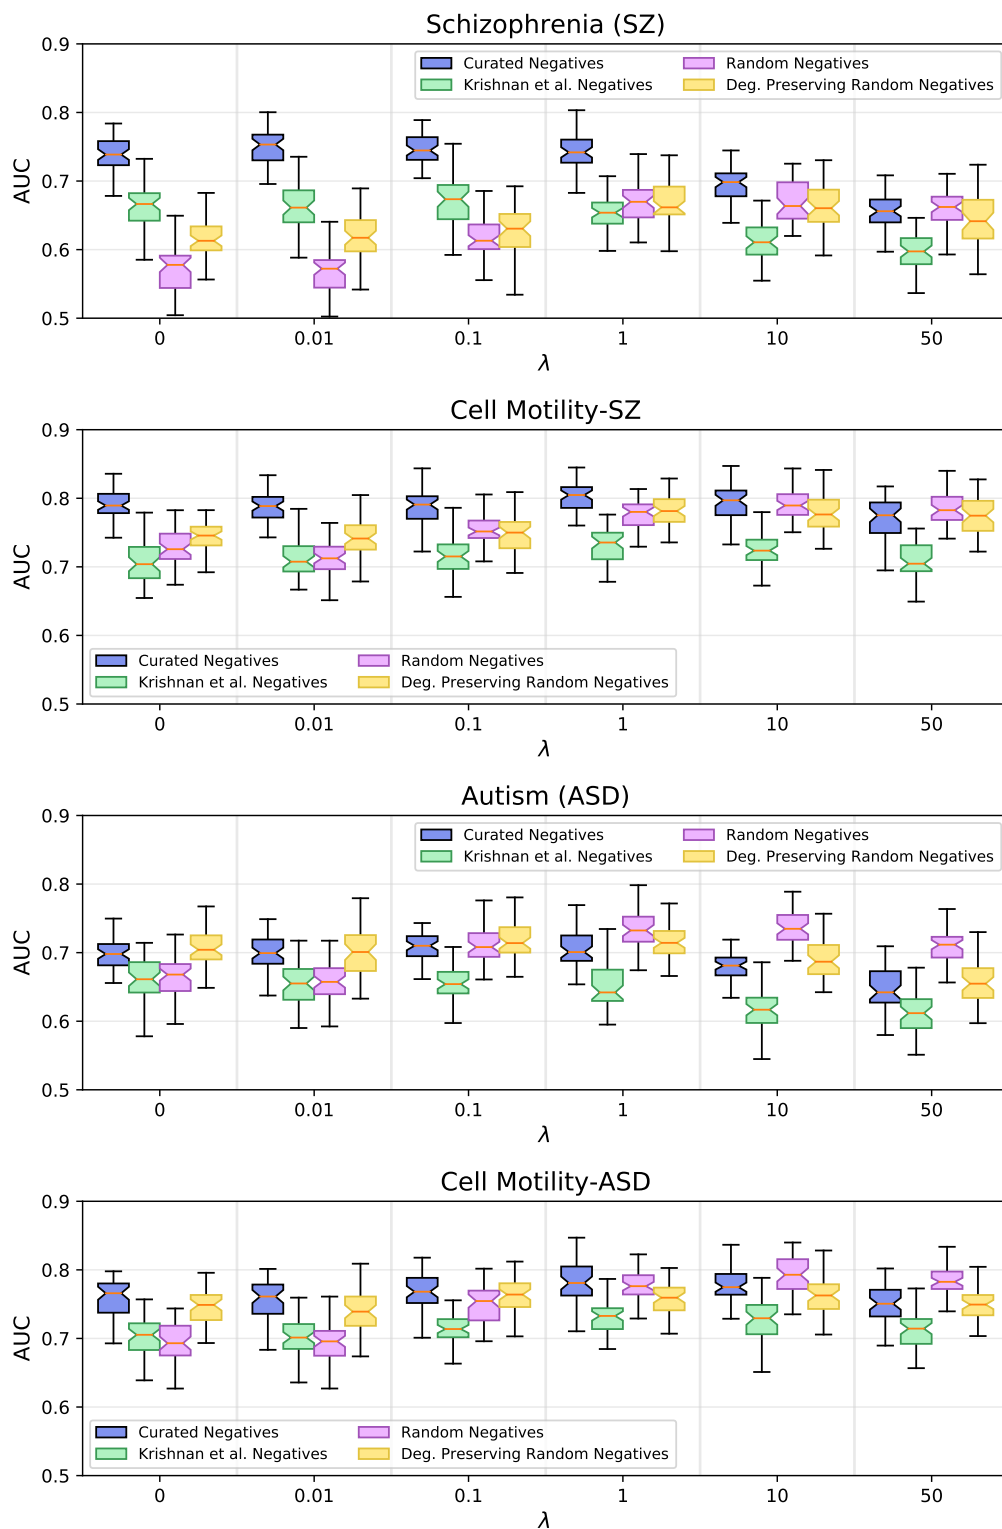 Schizophrenia (SZ)
0.9
0.8
0.7
0.6
0.5
AUC
Curated Negatives
Krishnan et al. Negatives
Random Negatives
Deg. Preserving Random Negatives
0 0.01 0.1 1 10 50
λ
Cell Motility-SZ
0.9
0.8
0.7
0.6
0.5
AUC
Curated Negatives
Krishnan et al. Negatives
Random Negatives
Deg. Preserving Random Negatives
0 0.01 0.1 1 10 50
λ
Autism (ASD)
0.9
0.8
0.7
0.6
0.5
AUC
Curated Negatives
Krishnan et al. Negatives
Random Negatives
Deg. Preserving Random Negatives
0 0.01 0.1 1 10 50
λ
Cell Motility-ASD
0.9
0.8
0.7
0.6
0.5
AUC
Curated Negatives
Krishnan et al. Negatives
Random Negatives
Deg. Preserving Random Negatives
0 0.01 0.1 1 10 50
λ